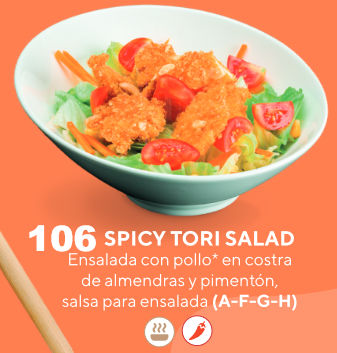 106 SPICY TORI SALAD
Ensalada con pollo* en costra
de almendras y pimentón,
salsa para ensalada (A-F-G-H)